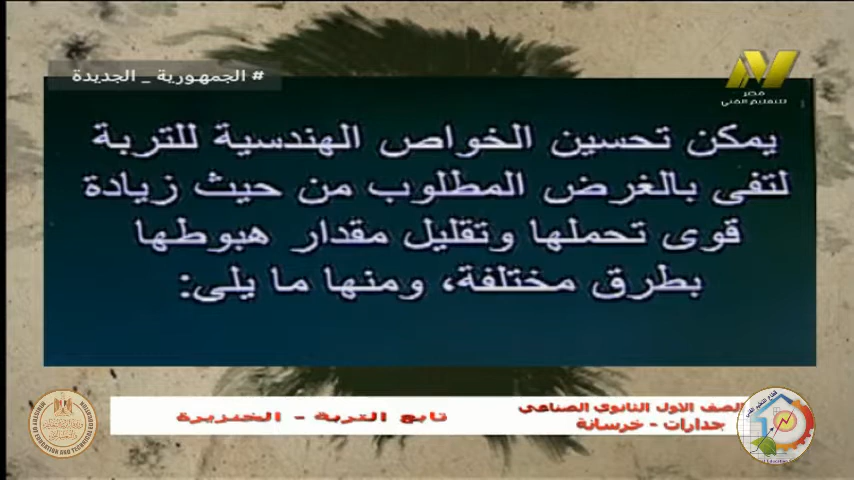 # الجمهورية _ الجديدة
مصر
للتعليم الفنى
يمكن تحسين الخواص الهندسية للتربة
لتفى بالغرض المطلوب من حيث زيادة
قوى تحملها وتقليل مقدار هبوطها
بطرق مختلفة، ومنها ما يلى:
الصف الاول الثانوى الصناعى
جدارات - خرسانة
تابع التربة - الخنزيرة